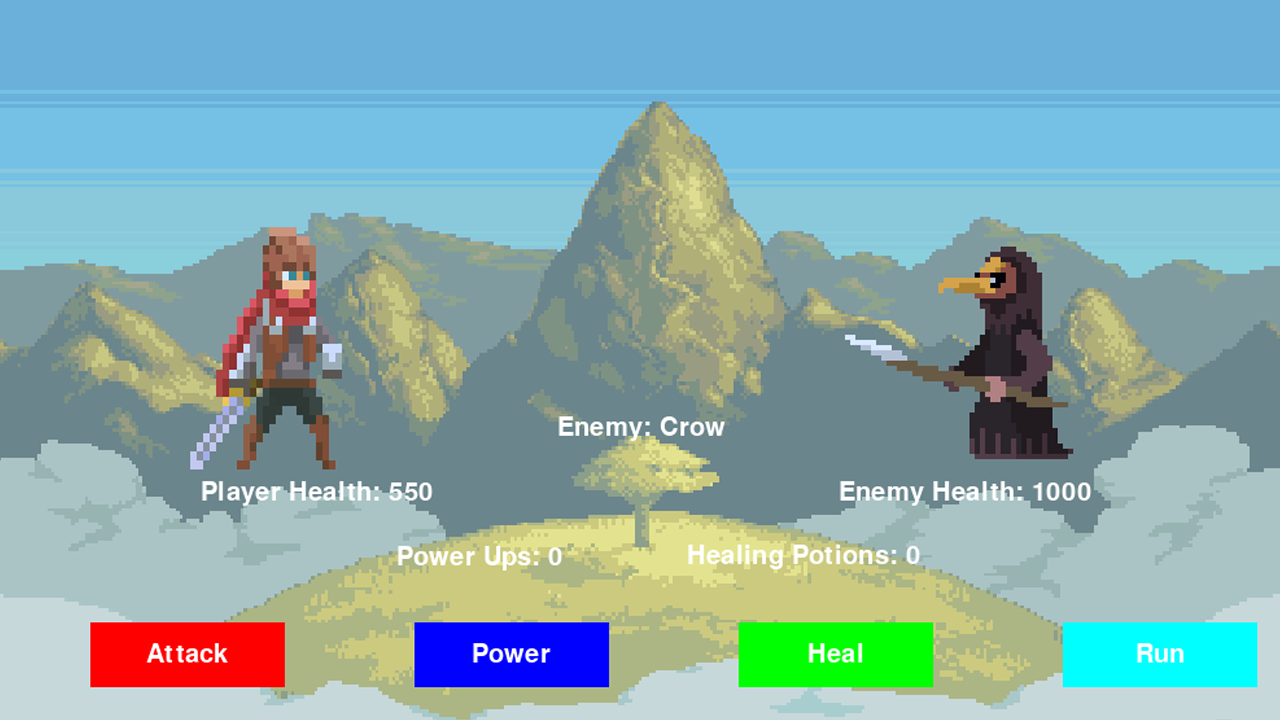 Enemy: Crow
Player Health: 550
Enemy Health: 1000
Power Ups: 0
Healing Potions: 0
Attack
Power
Heal
Run